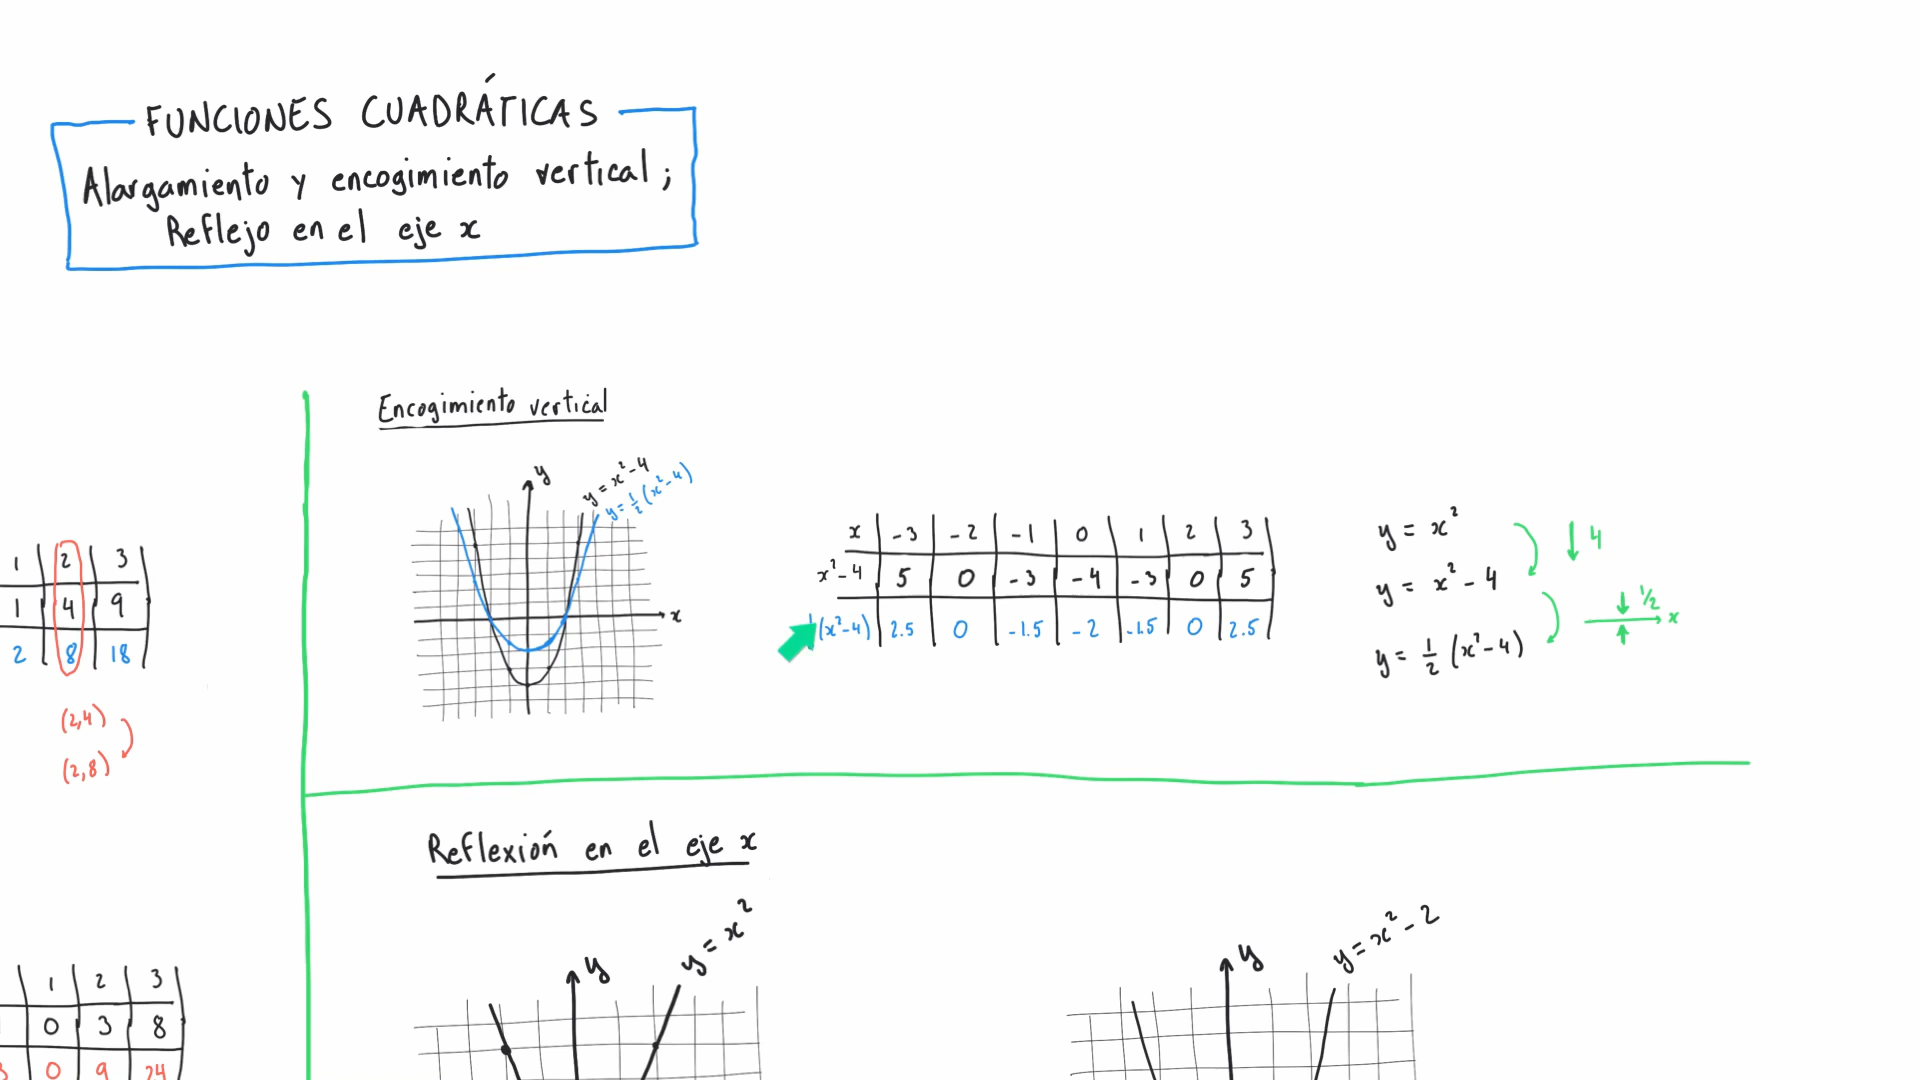 FUNCIONES CUADRÁTICAS
Alargamiento y encogimiento vertical;
Reflejo en el eje x
Encogimiento vertical
y
y = x² - 4
y = 1/2 (x² - 4)
x
x | -3 | -2 | -1 | 0 | 1 | 2 | 3
x² - 4 | 5 | 0 | -3 | -4 | -3 | 0 | 5
(x² - 4) | 2.5 | 0 | -1.5 | -2 | -1.5 | 0 | 2.5
y = x²
↓ 4
y = x² - 4
1/2
x
y = 1/2 (x² - 4)
1 | 2 | 3
1 | 4 | 9
2 | 8 | 18
(2,4)
(2,8)
Reflexión en el eje x
y
y = x²
y
y = x² - 2
1 | 2 | 3
0 | 3 | 8
0 | 9 | 24